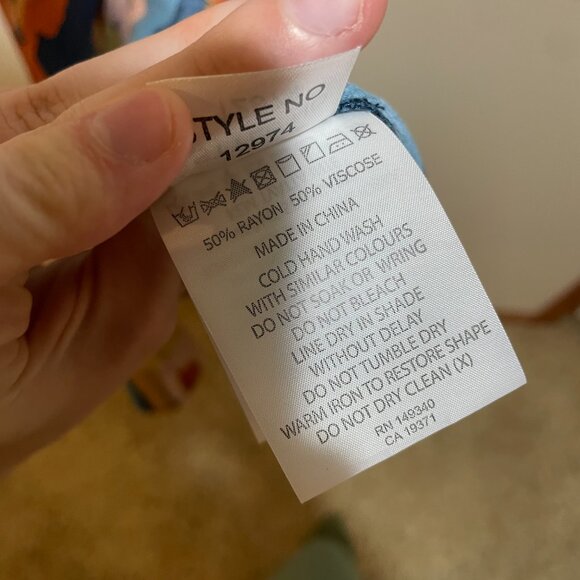 STYLE NO
12974
50% RAYON 50% VISCOSE
MADE IN CHINA
COLD HAND WASH
WITH SIMILAR COLOURS
DO NOT SOAK OR WRING
DO NOT BLEACH
LINE DRY IN SHADE
WITHOUT DELAY
DO NOT TUMBLE DRY
WARM IRON TO RESTORE SHAPE
DO NOT DRY CLEAN (X)
RN 149340
CA 19371